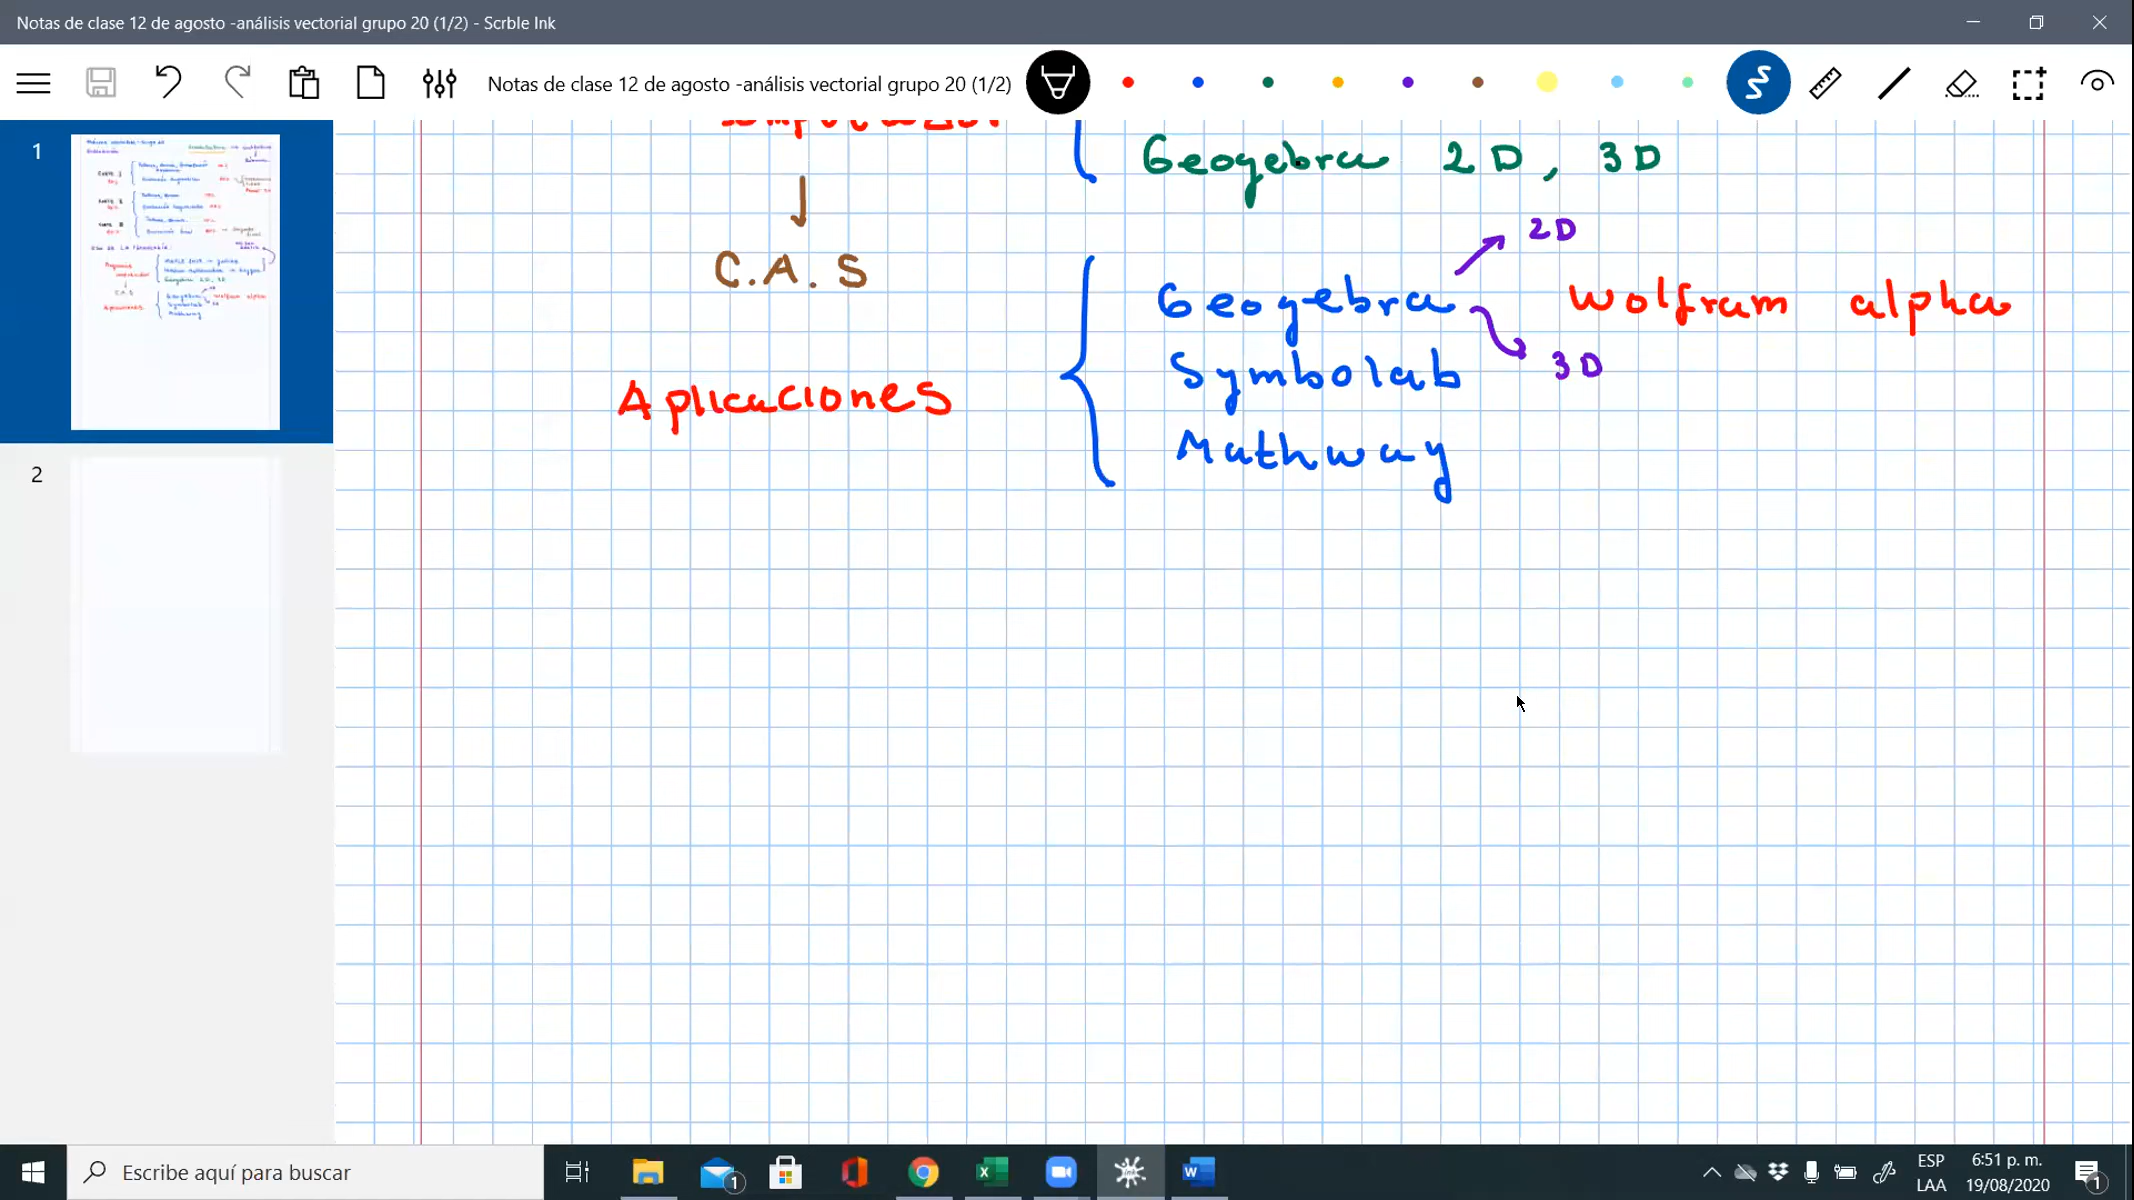 Notas de clase 12 de agosto -análisis vectorial grupo 20 (1/2) - Scrble Ink
Notas de clase 12 de agosto -análisis vectorial grupo 20 (1/2)
1
2
Geogebra 2D, 3D
C.A.S
2D
Geogebra
Wolfram alpha
3D
Aplicaciones
Symbolab
Mathway
Escribe aquí para buscar
1
ESP
LAA
6:51 p. m.
19/08/2020
1